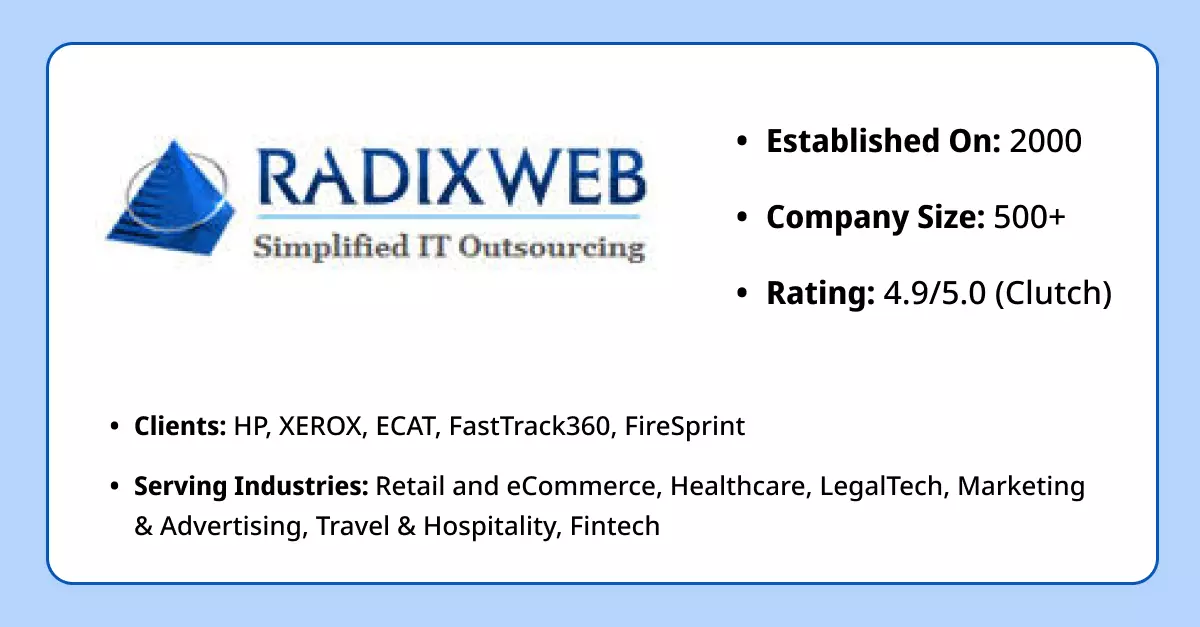 RADIXWEB
Simplified IT Outsourcing
• Established On: 2000
• Company Size: 500+
• Rating: 4.9/5.0 (Clutch)
• Clients: HP, XEROX, ECAT, FastTrack360, FireSprint
• Serving Industries: Retail and eCommerce, Healthcare, LegalTech, Marketing
& Advertising, Travel & Hospitality, Fintech